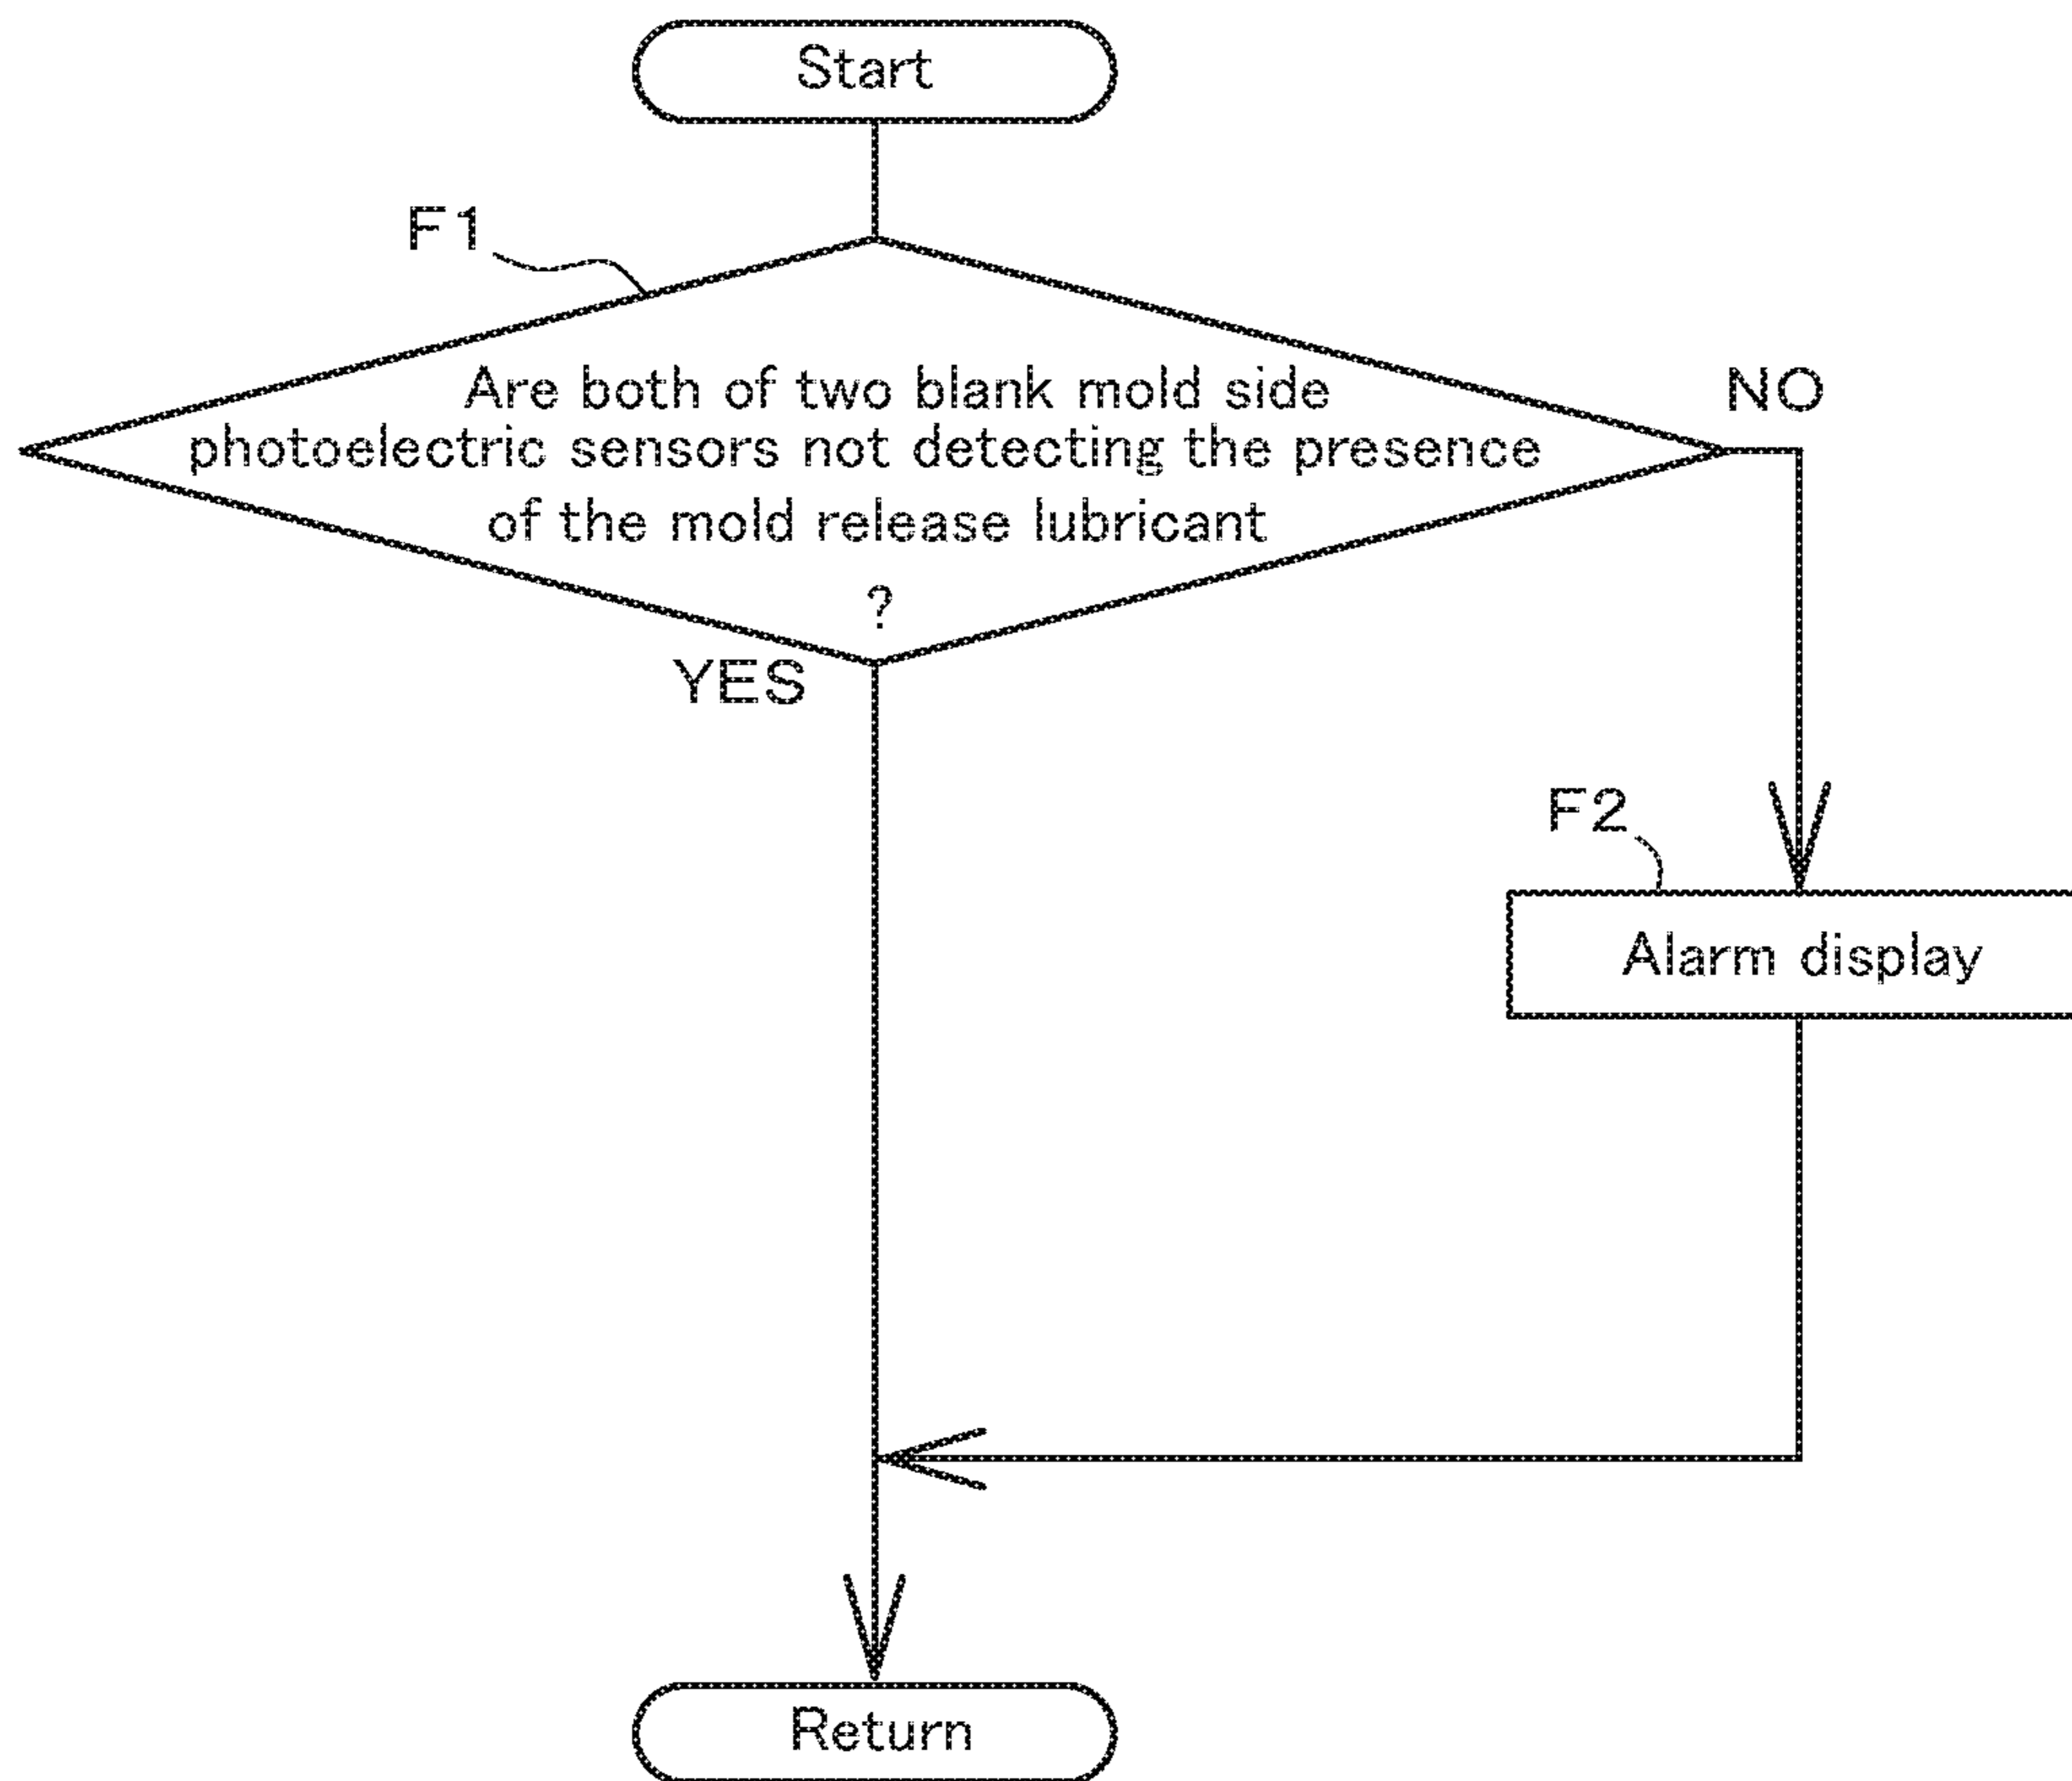 Start
F1
Are both of two blank mold side
photoelectric sensors not detecting the presence
of the mold release lubricant
?
NO
YES
F2
Alarm display
Return